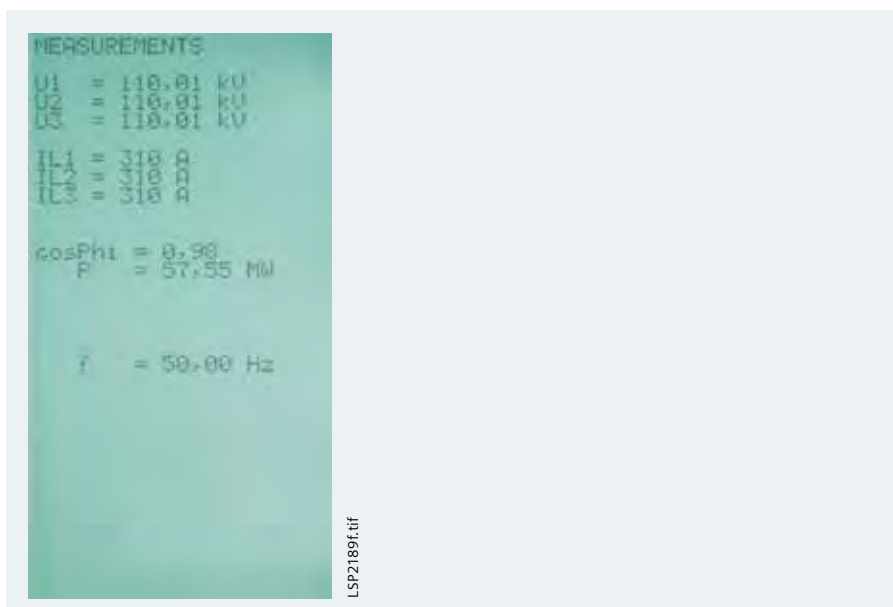 MEASUREMENTS
U1 = 110,01 kV
U2 = 110,01 kV
U3 = 110,01 kV
IL1 = 310 A
IL2 = 310 A
IL3 = 310 A
cosPhi = 0,98
P = 57,55 MW
f = 50,00 Hz
LSP2189f.tif